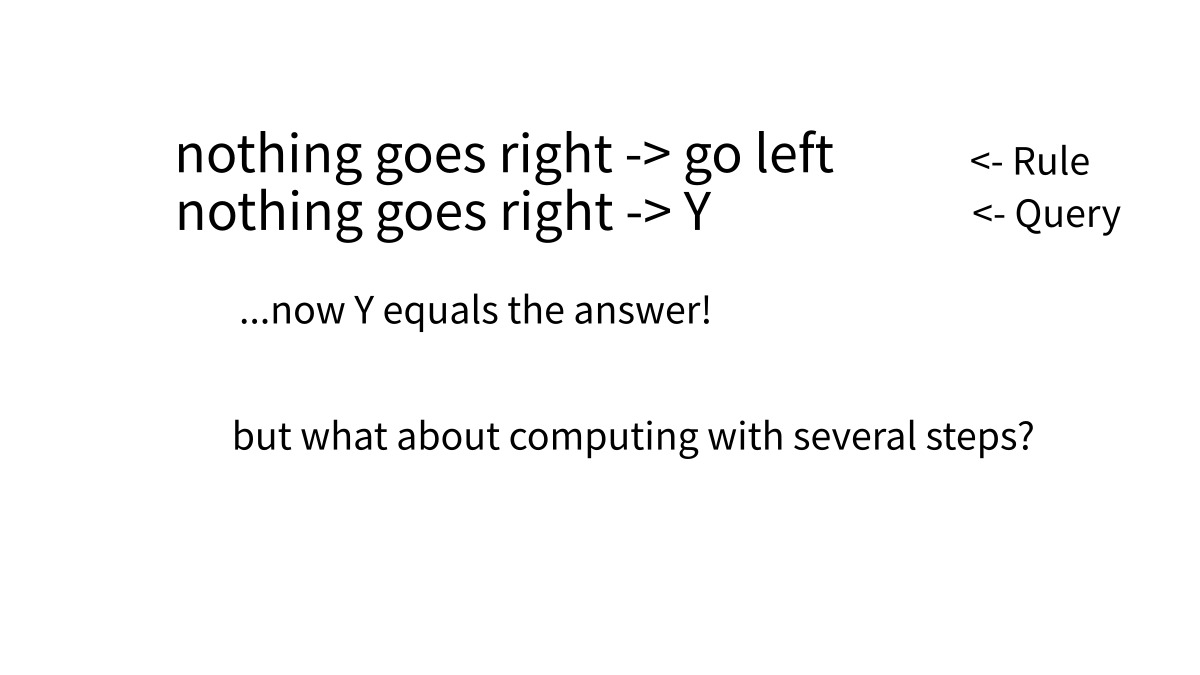 nothing goes right -> go left <- Rule
nothing goes right -> Y <- Query
...now Y equals the answer!
but what about computing with several steps?